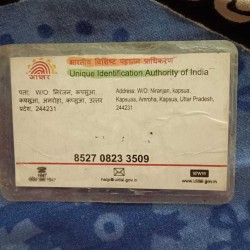 भारतीय विशिष्ट पहचान प्राधिकरण
Unique Identification Authority of India
आधार
पता: W/O: निरंजन, कपसुआ,
कपसुआ, अमरोहा, कपसुआ, उत्तर
प्रदेश, 244231
Address: W/O: Niranjan, kapsua,
Kapsua, Amroha, Kapsua, Uttar Pradesh,
244231
8527 0823 3509
1947
help@uidai.gov.in
www
www.uidai.gov.in